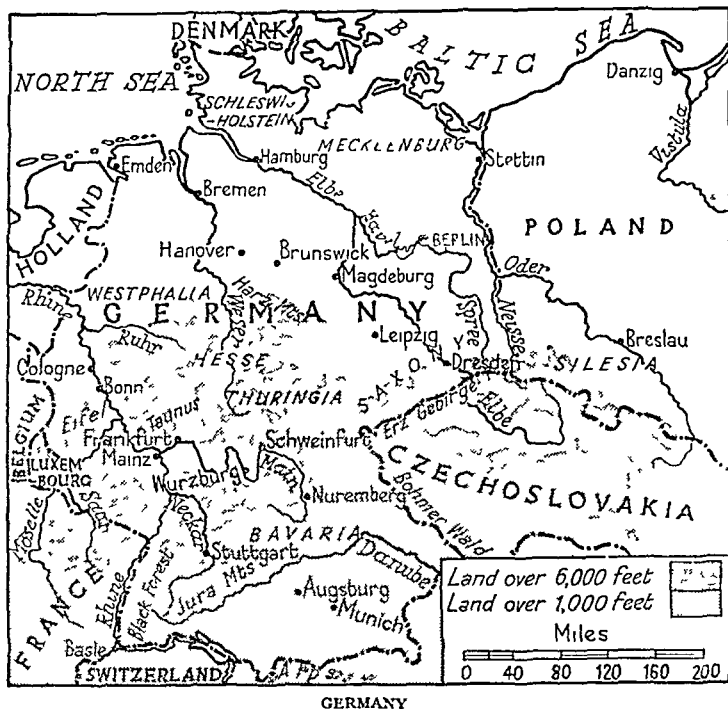 DENMARK
BALTIC SEA
NORTH SEA
Danzig
SCHLESWIG
-HOLSTEIN
Vistula
MECKLENBURG
Hamburg
Stettin
Emden
Elbe
Bremen
HOLLAND
POLAND
Havel
BERLIN
Hanover
Brunswick
Oder
Magdeburg
Rhine
WESTPHALIA
Harz Mts
GERMANY
Weser
Spree
Neisse
Ruhr
Leipzig
Breslau
HESSE
Dresden
SILESIA
Cologne
SAXONY
Bonn
THURINGIA
Erz Gebirge
Elbe
BELGIUM
Eifel
Taunus
Frankfurt
Schweinfurt
Mainz
LUXEM
BOURG
Wurzburg
Main
CZECHOSLOVAKIA
Moselle
Saar
Nuremberg
Neckar
Bohmer Wald
BAVARIA
Stuttgart
Danube
FRANCE
Rhine
Black Forest
Jura Mts
Augsburg
Munich
Basle
SWITZERLAND
Alps
Land over 6,000 feet
Land over 1,000 feet
Miles
0 40 80 120 160 200
GERMANY